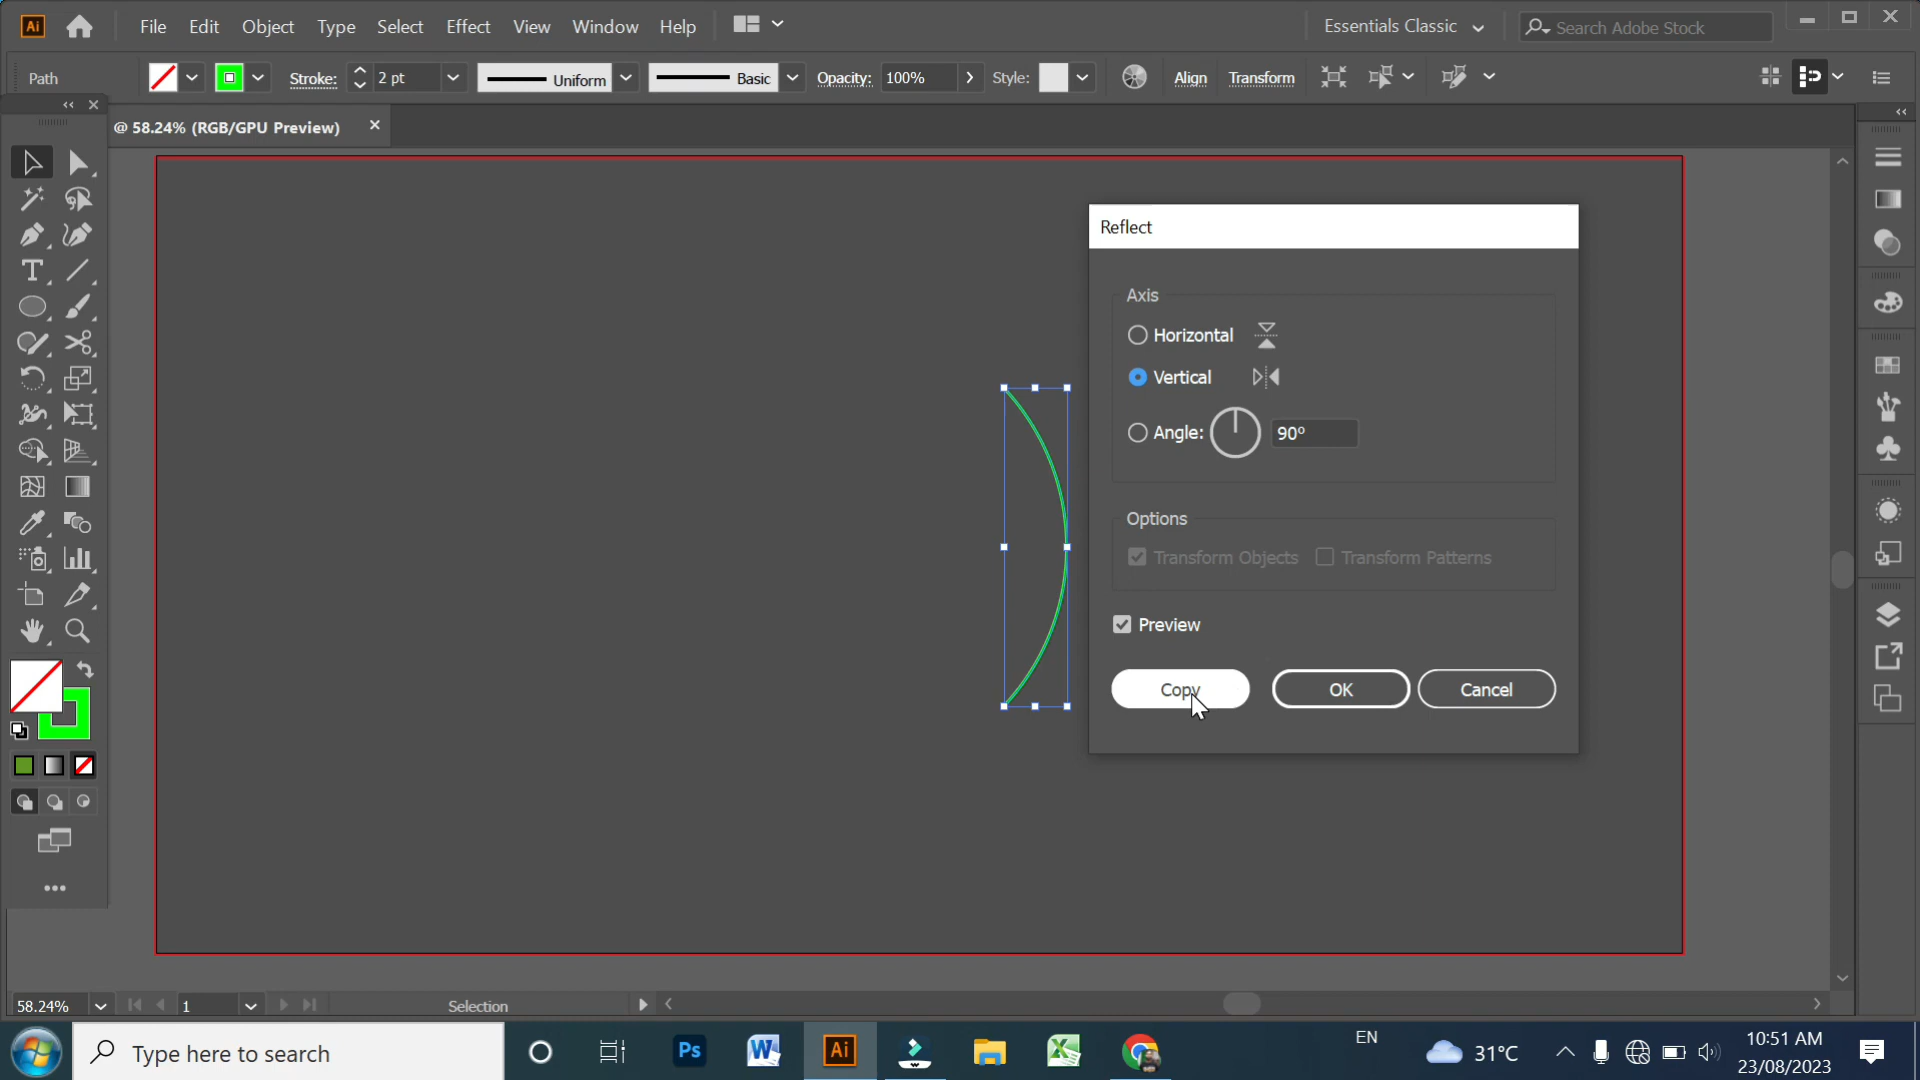 Ai File Edit Object Type Select Effect View Window Help Essentials Classic Search Adobe Stock
Path Stroke: 2 pt Uniform Basic Opacity: 100% Style: Align Transform
@ 58.24% (RGB/GPU Preview)
Reflect
Axis
Horizontal
Vertical
Angle: 90°
Options
Transform Objects Transform Patterns
Preview
Copy OK Cancel
58.24% 1 Selection
Type here to search Ps W Ai X EN 31°C 10:51 AM
23/08/2023